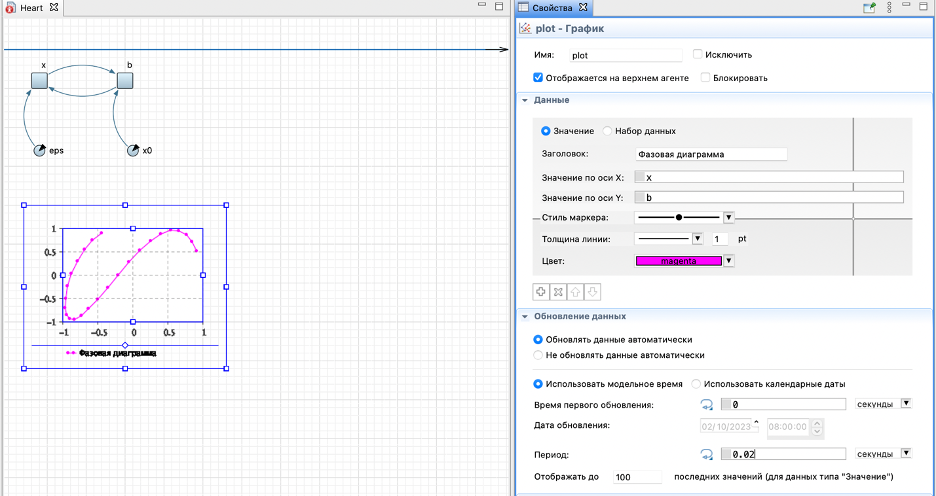 Heart
Свойства
plot - График
Имя: plot Исключить
Отображается на верхнем агенте Блокировать
Данные
Значение Набор данных
Заголовок: Фазовая диаграмма
Значение по оси X: x
Значение по оси Y: b
Стиль маркера:
Толщина линии: 1 pt
Цвет: magenta
Обновление данных
Обновлять данные автоматически
Не обновлять данные автоматически
Использовать модельное время Использовать календарные даты
Время первого обновления: 0 секунды
Дата обновления: 02/10/2023 08:00:00
Период: 0.02 секунды
Отображать до 100 последних значений (для данных типа "Значение")
x b
eps x0
1
0.5
0
-0.5
-1
-1 -0.5 0 0.5 1
Фазовая диаграмма